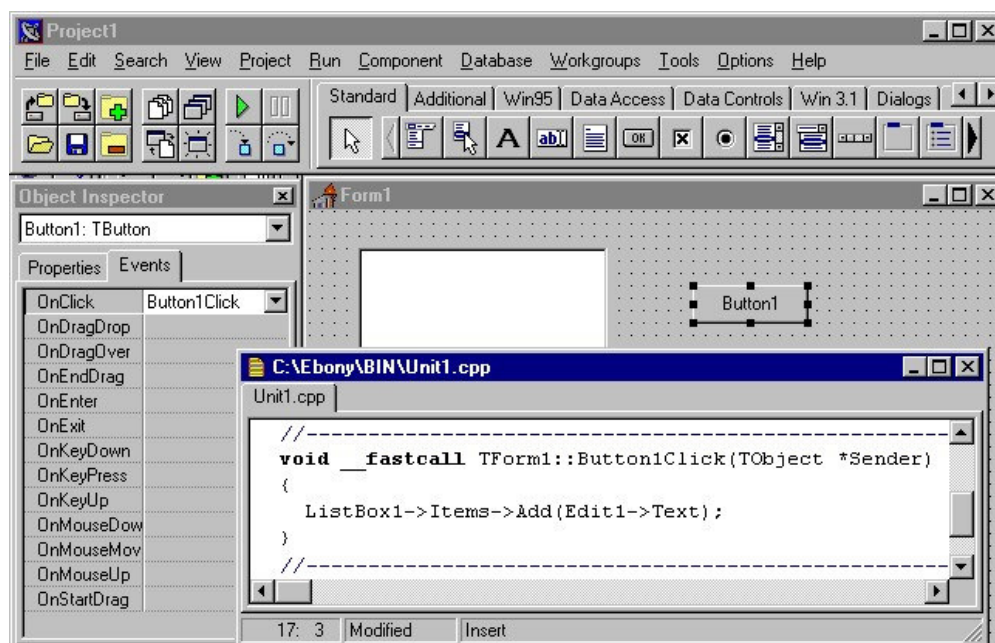 Project1
File Edit Search View Project Run Component Database Workgroups Tools Options Help
Standard Additional Win95 Data Access Data Controls Win 3.1 Dialogs
A ab OK
Object Inspector
Form1
Button1: TButton
Properties Events
Button1
OnClick Button1Click
OnDragDrop
OnDragOver
OnEndDrag
OnEnter
OnExit
OnKeyDown
OnKeyPress
OnKeyUp
OnMouseDow
OnMouseMov
OnMouseUp
OnStartDrag
C:\Ebony\BIN\Unit1.cpp
Unit1.cpp
//--------------------------------------------------
void __fastcall TForm1::Button1Click(TObject *Sender)
{
ListBox1->Items->Add(Edit1->Text);
}
//--------------------------------------------------
17: 3 Modified Insert